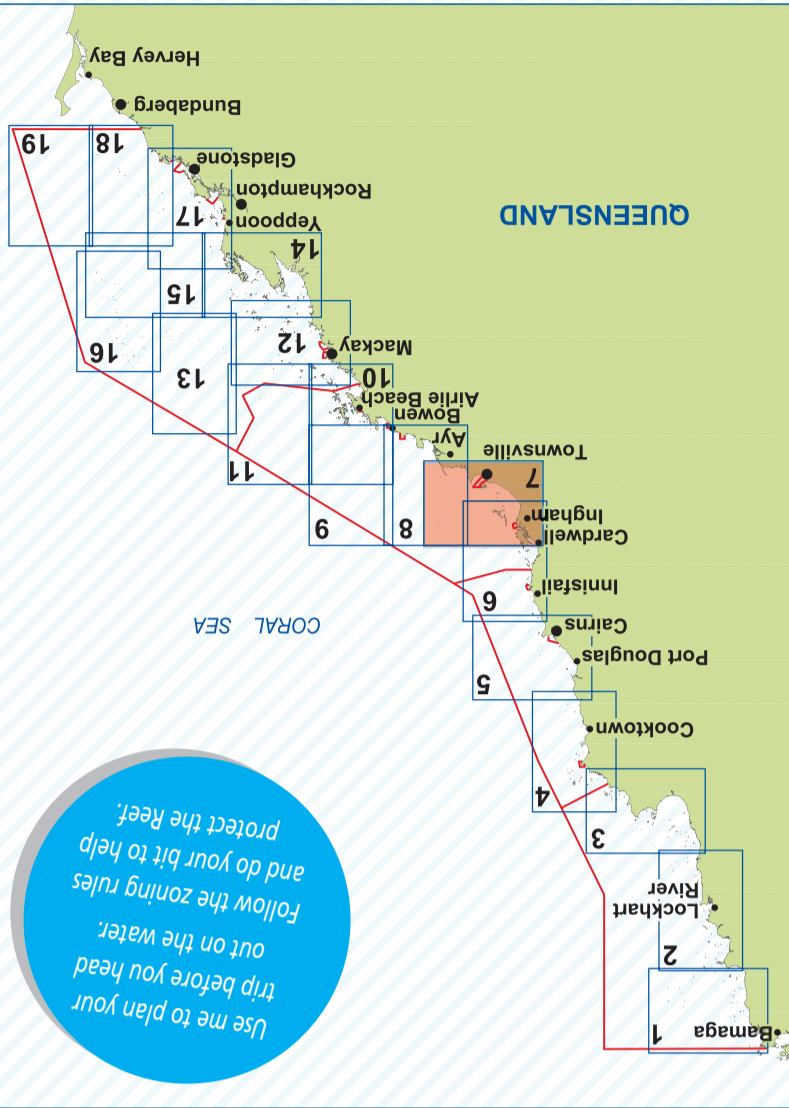 Bamaga
1
2
Lockhart
River
3
4
Cooktown
Port Douglas
5
Cairns
Innisfail
6
Cardwell
Ingham
7
Townsville
Ayr
8
9
Bowen
Airlie Beach
10
11
Mackay
12
13
14
15
16
Yeppoon
Rockhampton
17
Gladstone
18
19
Bundaberg
Hervey Bay
QUEENSLAND
CORAL SEA
Use me to plan your
trip before you head
out on the water.
Follow the zoning rules
and do your bit to help
protect the Reef.